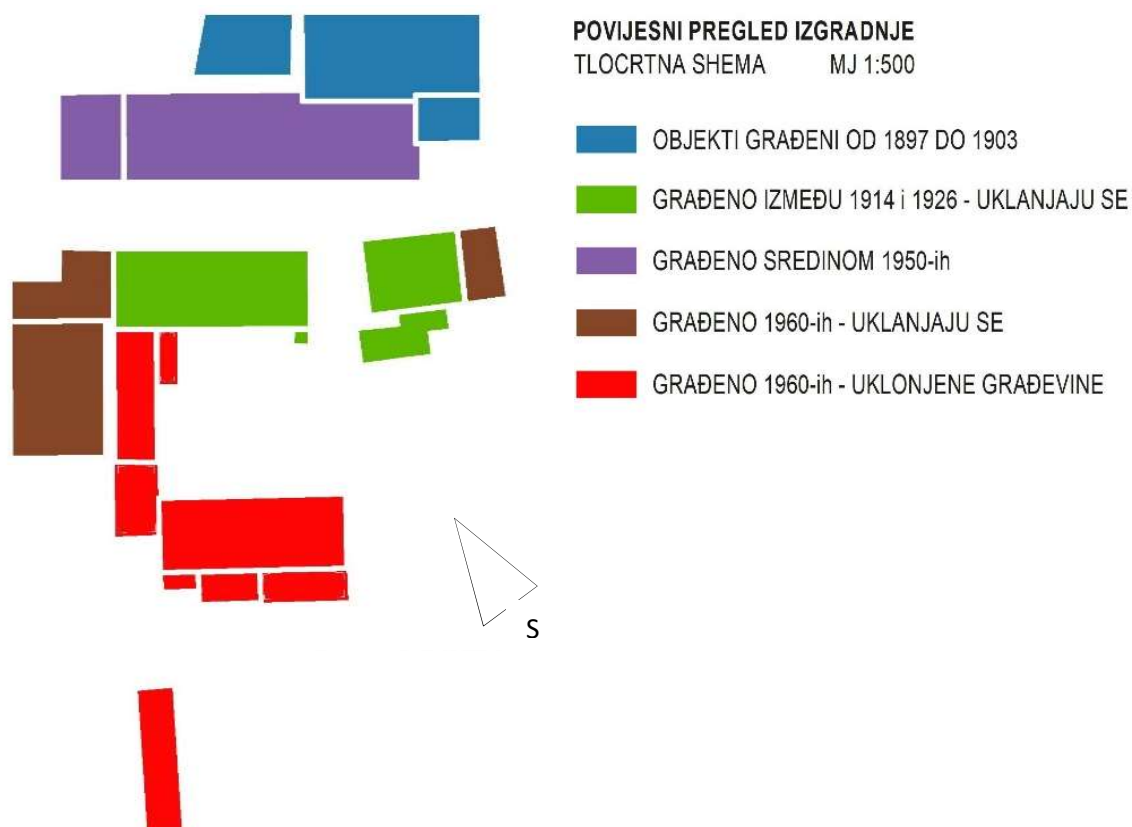 POVIJESNI PREGLED IZGRADNJE
TLOCRTNA SHEMA MJ 1:500
OBJEKTI GRAĐENI OD 1897 DO 1903
GRAĐENO IZMEĐU 1914 i 1926 - UKLANJAJU SE
GRAĐENO SREDINOM 1950-ih
GRAĐENO 1960-ih - UKLANJAJU SE
GRAĐENO 1960-ih - UKLONJENE GRAĐEVINE
S